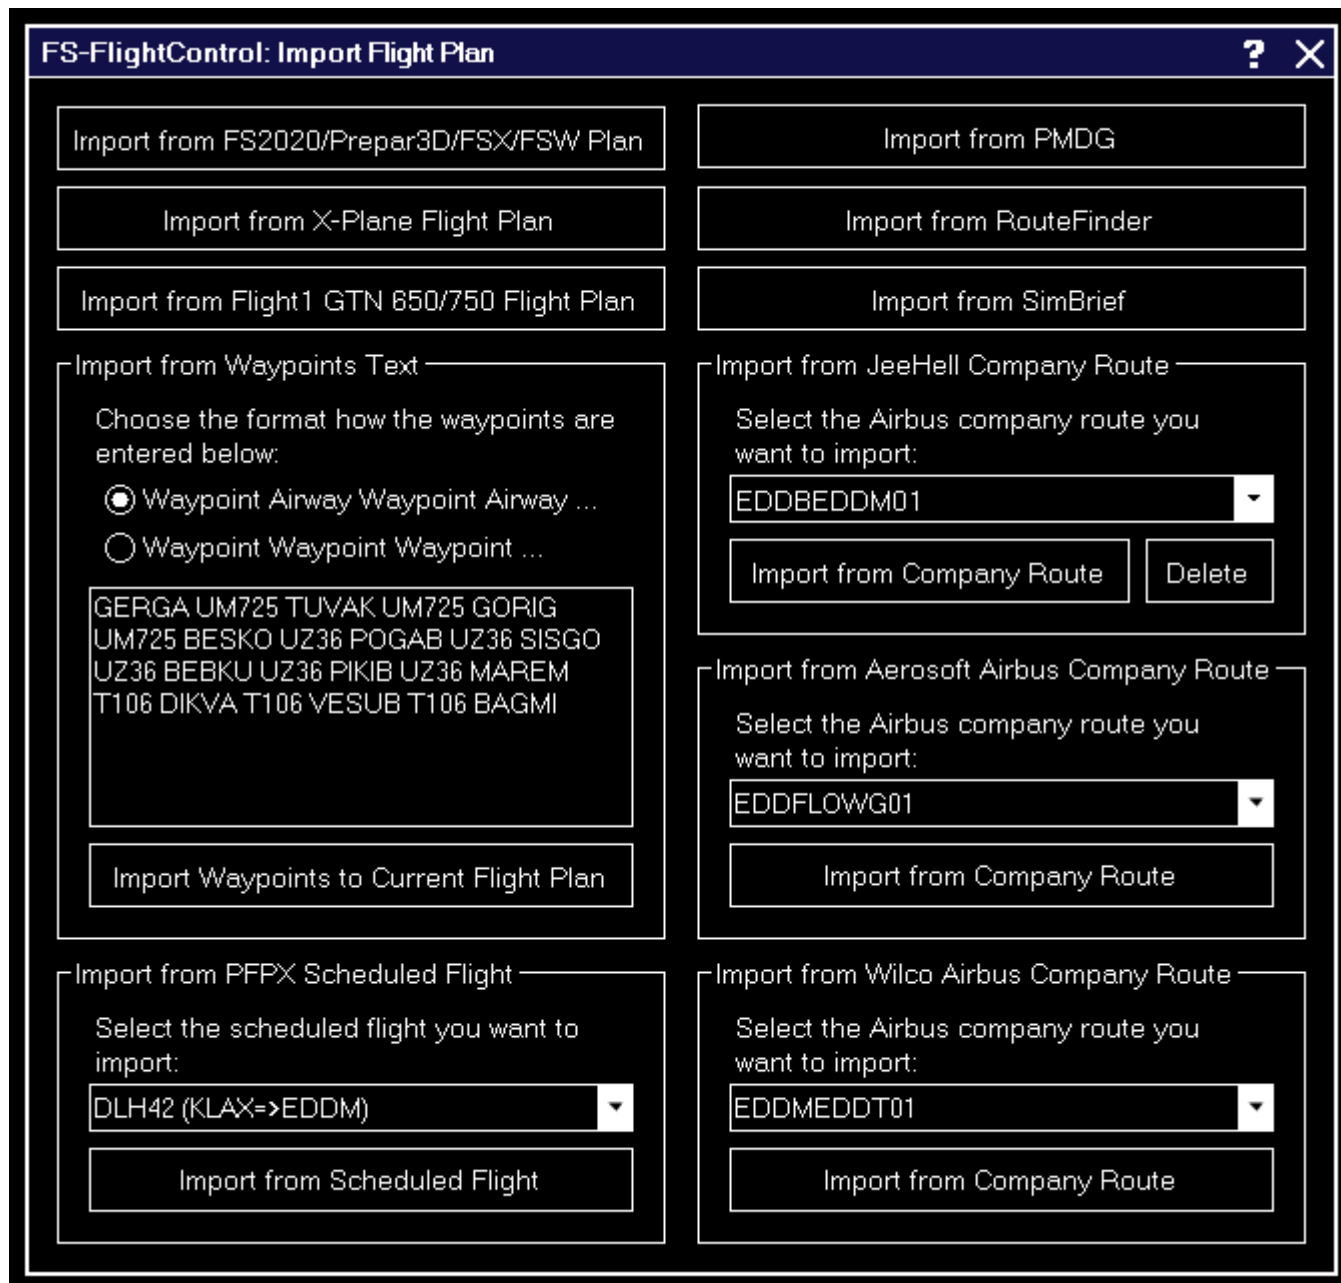 FS-FlightControl: Import Flight Plan
?
Import from FS2020/Prepar3D/FSX/FSW Plan
Import from PMDG
Import from X-Plane Flight Plan
Import from RouteFinder
Import from Flight1 GTN 650/750 Flight Plan
Import from SimBrief
Import from Waypoints Text
Choose the format how the waypoints are
entered below:
Waypoint Airway Waypoint Airway ...
Waypoint Waypoint Waypoint ...
GERGA UM725 TUVAK UM725 GORIG
UM725 BESKO UZ36 POGAB UZ36 SISGO
UZ36 BEBKU UZ36 PIKIB UZ36 MAREM
T106 DIKVA T106 VESUB T106 BAGMI
Import Waypoints to Current Flight Plan
Import from JeeHell Company Route
Select the Airbus company route you
want to import:
EDDBEDDM01
Import from Company Route
Delete
Import from Aerosoft Airbus Company Route
Select the Airbus company route you
want to import:
EDDFLOWG01
Import from Company Route
Import from PFPX Scheduled Flight
Select the scheduled flight you want to
import:
DLH42 (KLAX=>EDDM)
Import from Scheduled Flight
Import from Wilco Airbus Company Route
Select the Airbus company route you
want to import:
EDDMEDDT01
Import from Company Route